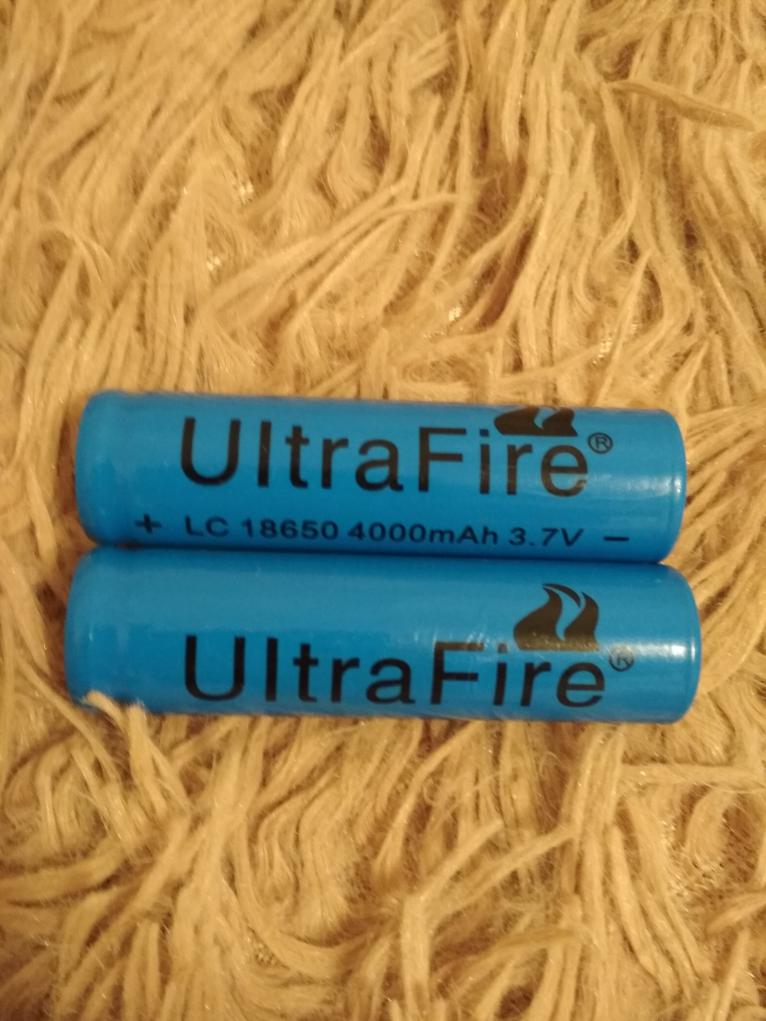 UltraFire®
+ LC 18650 4000mAh 3.7V −
UltraFire®